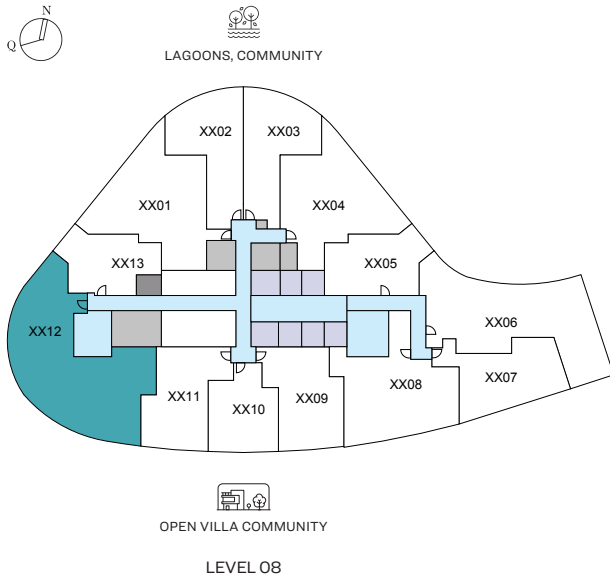 N
Q
LAGOONS, COMMUNITY
XX02
XX03
XX01
XX04
XX13
XX05
XX12
XX06
XX11
XX10
XX09
XX08
XX07
OPEN VILLA COMMUNITY
LEVEL 08